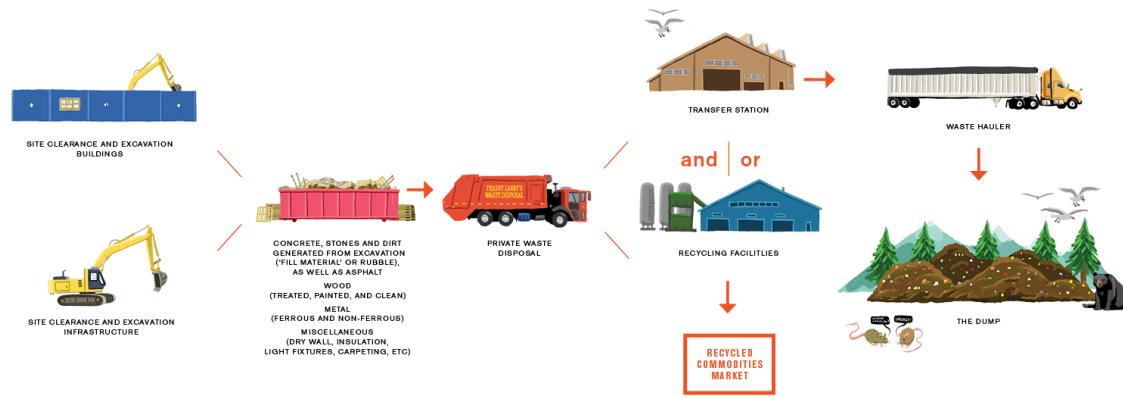 SITE CLEARANCE AND EXCAVATION
BUILDINGS
SITE CLEARANCE AND EXCAVATION
INFRASTRUCTURE
CONCRETE, STONES AND DIRT
GENERATED FROM EXCAVATION
('FILL MATERIAL' OR RUBBLE),
AS WELL AS ASPHALT
WOOD
(TREATED, PAINTED, AND CLEAN)
METAL
(FERROUS AND NON-FERROUS)
MISCELLANEOUS
(DRY WALL, INSULATION,
LIGHT FIXTURES, CARPETING, ETC)
TRASHY LARRY'S
WASTE DISPOSAL
PRIVATE WASTE
DISPOSAL
TRANSFER STATION
and | or
RECYCLING FACILITLIES
RECYCLED
COMMODITIES
MARKET
WASTE HAULER
THE DUMP